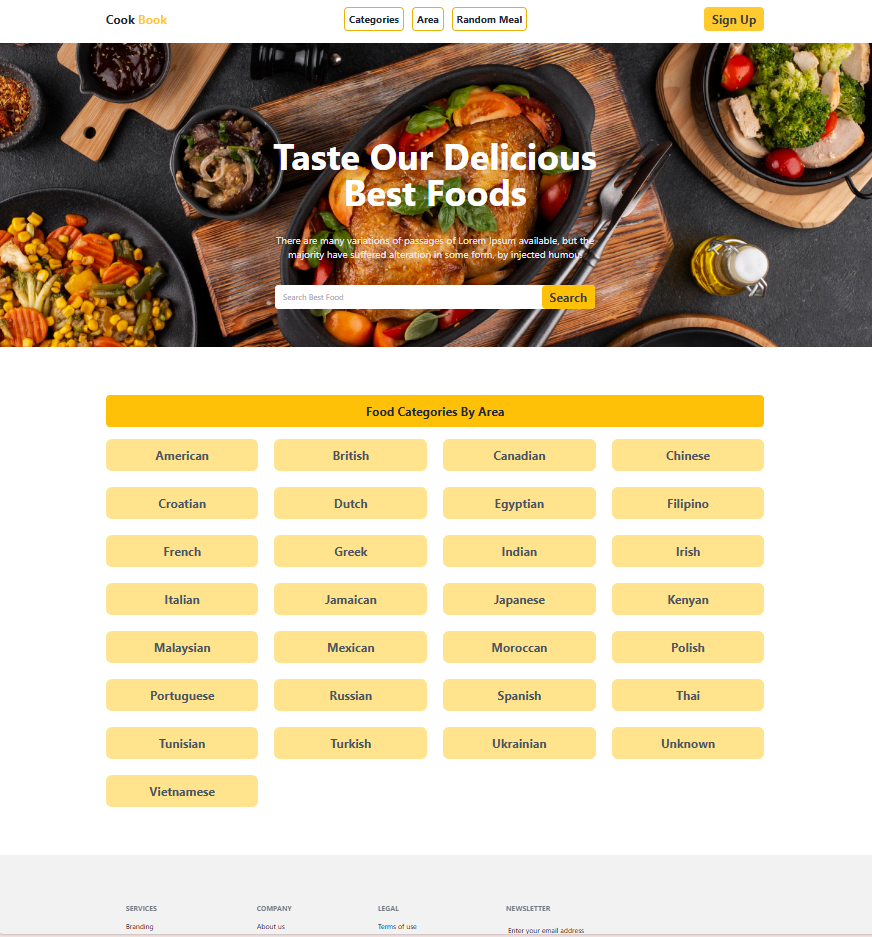 Cook Book
Categories
Area
Random Meal
Sign Up
Taste Our Delicious
Best Foods
There are many variations of passages of Lorem Ipsum available, but the
majority have suffered alteration in some form, by injected humour
Search Best Food
Search
Food Categories By Area
American
British
Canadian
Chinese
Croatian
Dutch
Egyptian
Filipino
French
Greek
Indian
Irish
Italian
Jamaican
Japanese
Kenyan
Malaysian
Mexican
Moroccan
Polish
Portuguese
Russian
Spanish
Thai
Tunisian
Turkish
Ukrainian
Unknown
Vietnamese
SERVICES
COMPANY
LEGAL
NEWSLETTER
Branding
About us
Terms of use
Enter your email address